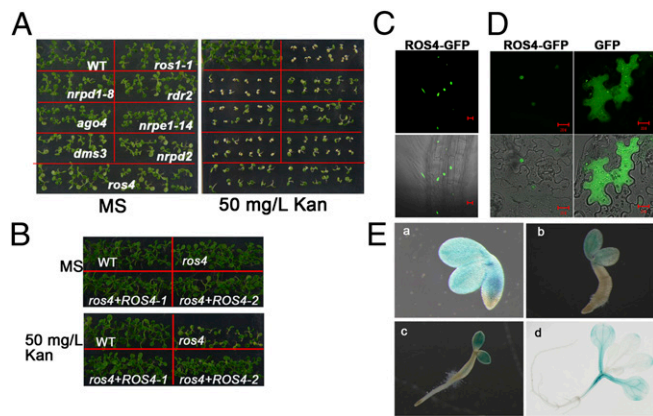 A
WT
ros1-1
nrpd1-8
rdr2
ago4
nrpe1-14
dms3
nrpd2
ros4
MS
50 mg/L Kan
B
MS
WT
ros4
ros4+ROS4-1
ros4+ROS4-2
50 mg/L
Kan
WT
ros4
ros4+ROS4-1
ros4+ROS4-2
C
ROS4-GFP
D
ROS4-GFP
GFP
E
a
b
c
d